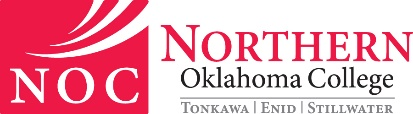 NOC
NORTHERN
Oklahoma College
TONKAWA | ENID | STILLWATER